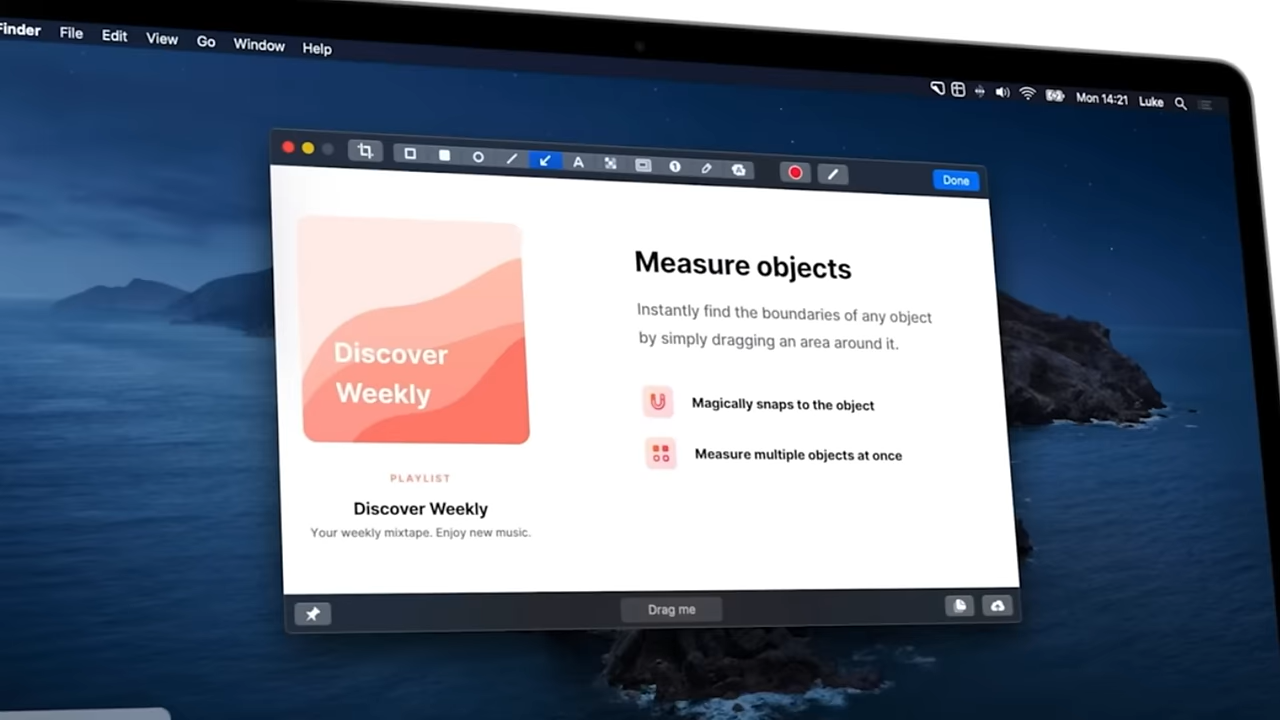 Finder File Edit View Go Window Help
Mon 14:21 Luke
A 1
Done
Discover
Weekly
PLAYLIST
Discover Weekly
Your weekly mixtape. Enjoy new music.
Measure objects
Instantly find the boundaries of any object
by simply dragging an area around it.
Magically snaps to the object
Measure multiple objects at once
Drag me